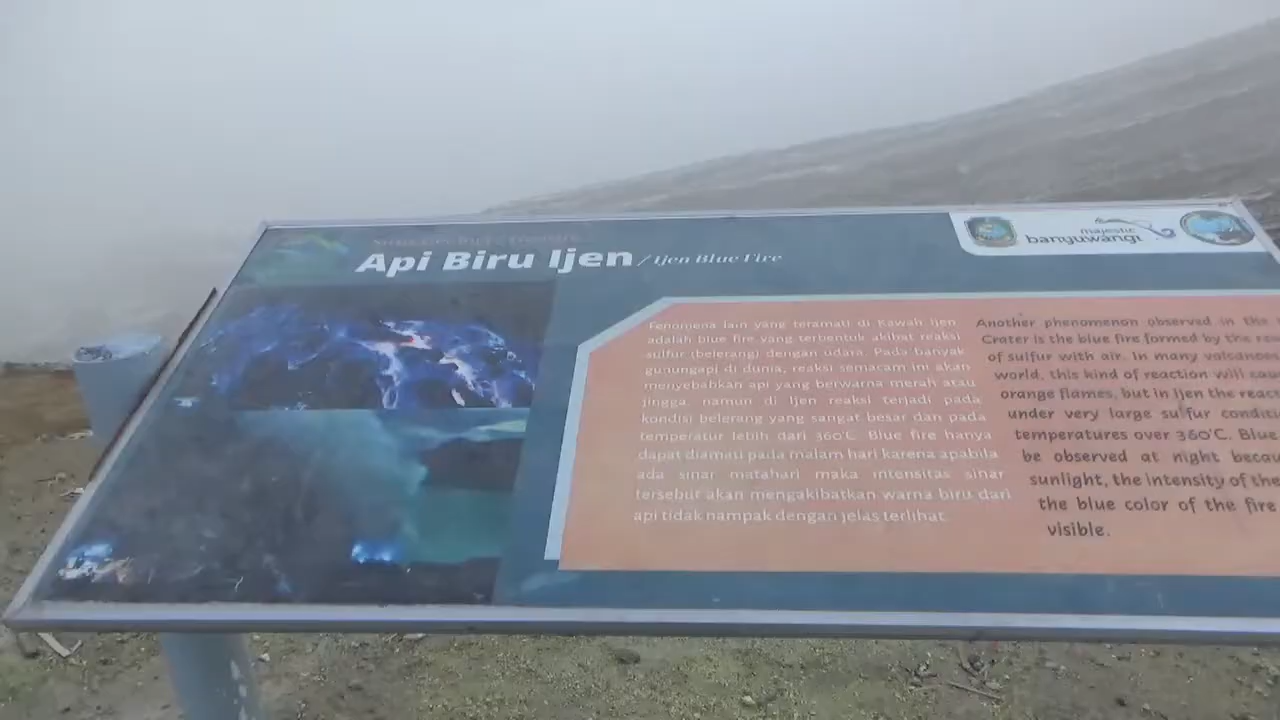 Api Biru Ijen / Ijen Blue Fire
majestic
banyuwangi
Fenomena lain yang teramati di Kawah Ijen
adalah blue fire yang terbentuk akibat reaksi
sulfur (belerang) dengan udara. Pada banyak
gunungapi di dunia, reaksi semacam ini akan
menyebabkan api yang berwarna merah atau
jingga, namun di Ijen reaksi terjadi pada
kondisi belerang yang sangat besar dan pada
temperatur lebih dari 360°C. Blue fire hanya
dapat diamati pada malam hari karena apabila
ada sinar matahari maka intensitas sinar
tersebut akan mengakibatkan warna biru dari
api tidak nampak dengan jelas terlihat.
Another phenomenon observed in the
Crater is the blue fire formed by the
of sulfur with air. In many
world, this kind of reaction will
orange flames, but in Ijen the
under very large sulfur
temperatures over 360°C. Blue
be observed at night
sunlight, the intensity of the
the blue color of the fire
visible.